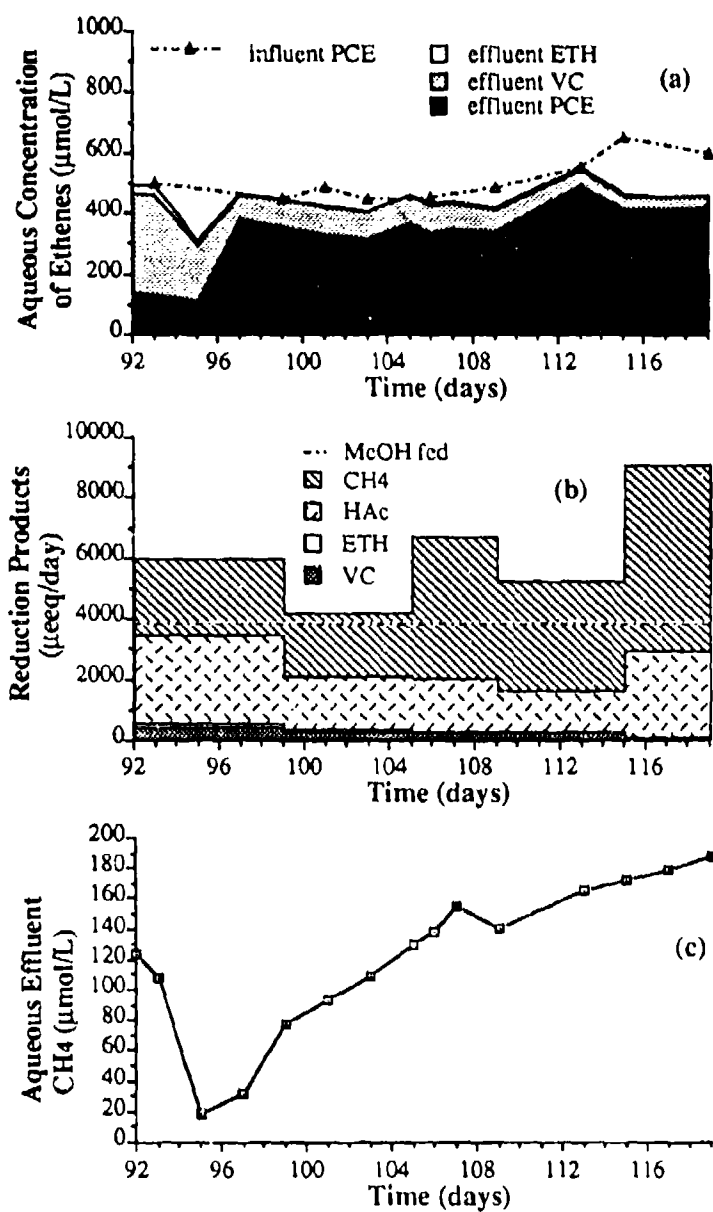 influent PCE
effluent ETH
effluent VC
effluent PCE
(a)
Aqueous Concentration
of Ethenes (µmol/L)
1000
800
600
400
200
0
92 96 100 104 108 112 116
Time (days)
McOH fed
CH4
HAc
ETH
VC
(b)
Reduction Products
(µeeq/day)
10000
8000
6000
4000
2000
0
92 96 100 104 108 112 116
Time (days)
Aqueous Effluent
CH4 (µmol/L)
200
180
160
140
120
100
80
60
40
20
0
(c)
92 96 100 104 108 112 116
Time (days)